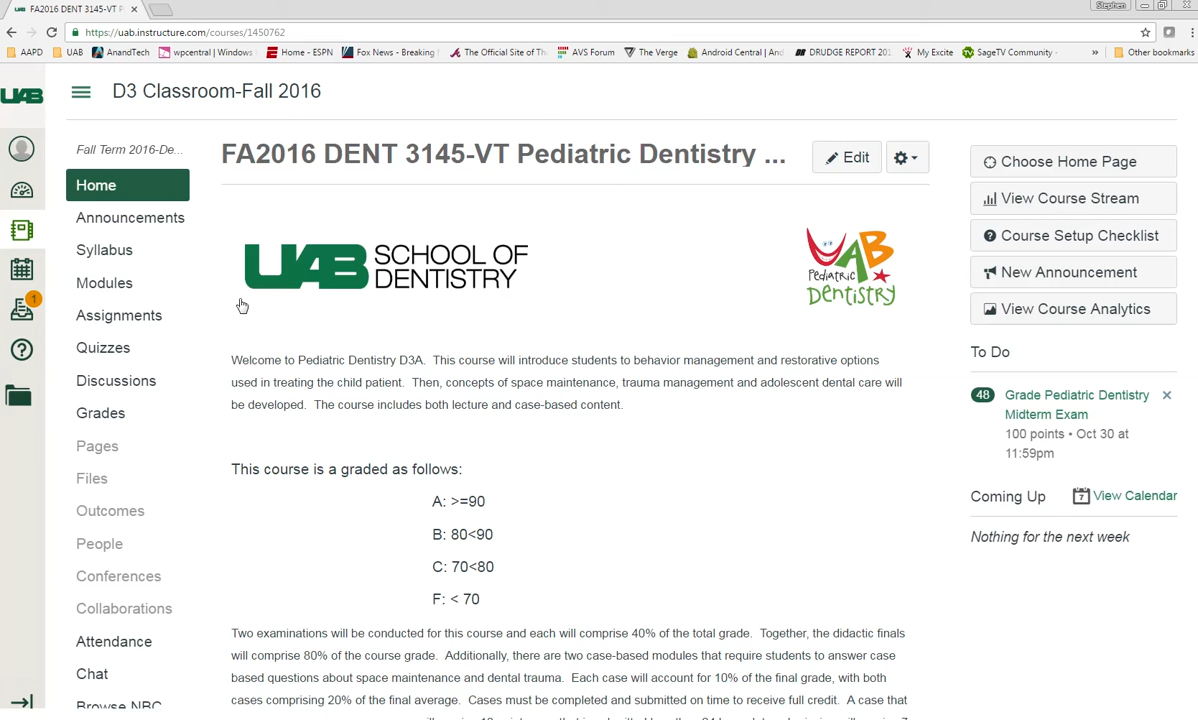 FA2016 DENT 3145-VT P
Stephen
https://uab.instructure.com/courses/1450762
AAPD
UAB
AnandTech
wpcentral | Windows
Home - ESPN
Fox News - Breaking
The Official Site of Th
AVS Forum
The Verge
Android Central | An
DRUDGE REPORT 201
My Excite
SageTV Community
»
Other bookmarks
UAB
D3 Classroom-Fall 2016
Fall Term 2016-De...
Home
Announcements
Syllabus
Modules
Assignments
1
Quizzes
Discussions
Grades
Pages
Files
Outcomes
People
Conferences
Collaborations
Attendance
Chat
Browse NBC
FA2016 DENT 3145-VT Pediatric Dentistry ...
Edit
UAB SCHOOL OF
DENTISTRY
UAB
PEDIATRIC
DENTISTRY
Welcome to Pediatric Dentistry D3A. This course will introduce students to behavior management and restorative options
used in treating the child patient. Then, concepts of space maintenance, trauma management and adolescent dental care will
be developed. The course includes both lecture and case-based content.
This course is a graded as follows:
A: >=90
B: 80<90
C: 70<80
F: < 70
Two examinations will be conducted for this course and each will comprise 40% of the total grade. Together, the didactic finals
will comprise 80% of the course grade. Additionally, there are two case-based modules that require students to answer case
based questions about space maintenance and dental trauma. Each case will account for 10% of the final grade, with both
cases comprising 20% of the final average. Cases must be completed and submitted on time to receive full credit. A case that
Choose Home Page
View Course Stream
Course Setup Checklist
New Announcement
View Course Analytics
To Do
48 Grade Pediatric Dentistry
Midterm Exam
100 points • Oct 30 at
11:59pm
Coming Up
7 View Calendar
Nothing for the next week